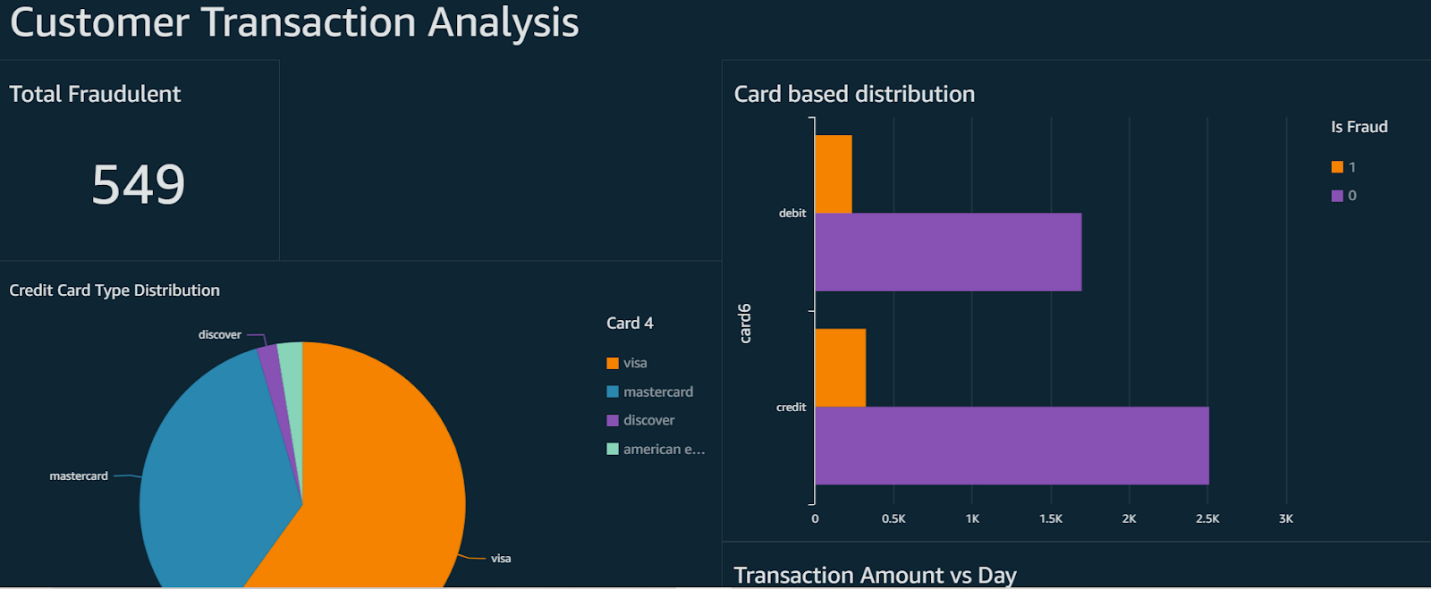 Customer Transaction Analysis
Total Fraudulent
549
Credit Card Type Distribution
discover
mastercard
visa
Card 4
visa
mastercard
discover
american e...
Card based distribution
Is Fraud
1
0
debit
card6
credit
0 0.5K 1K 1.5K 2K 2.5K 3K
Transaction Amount vs Day